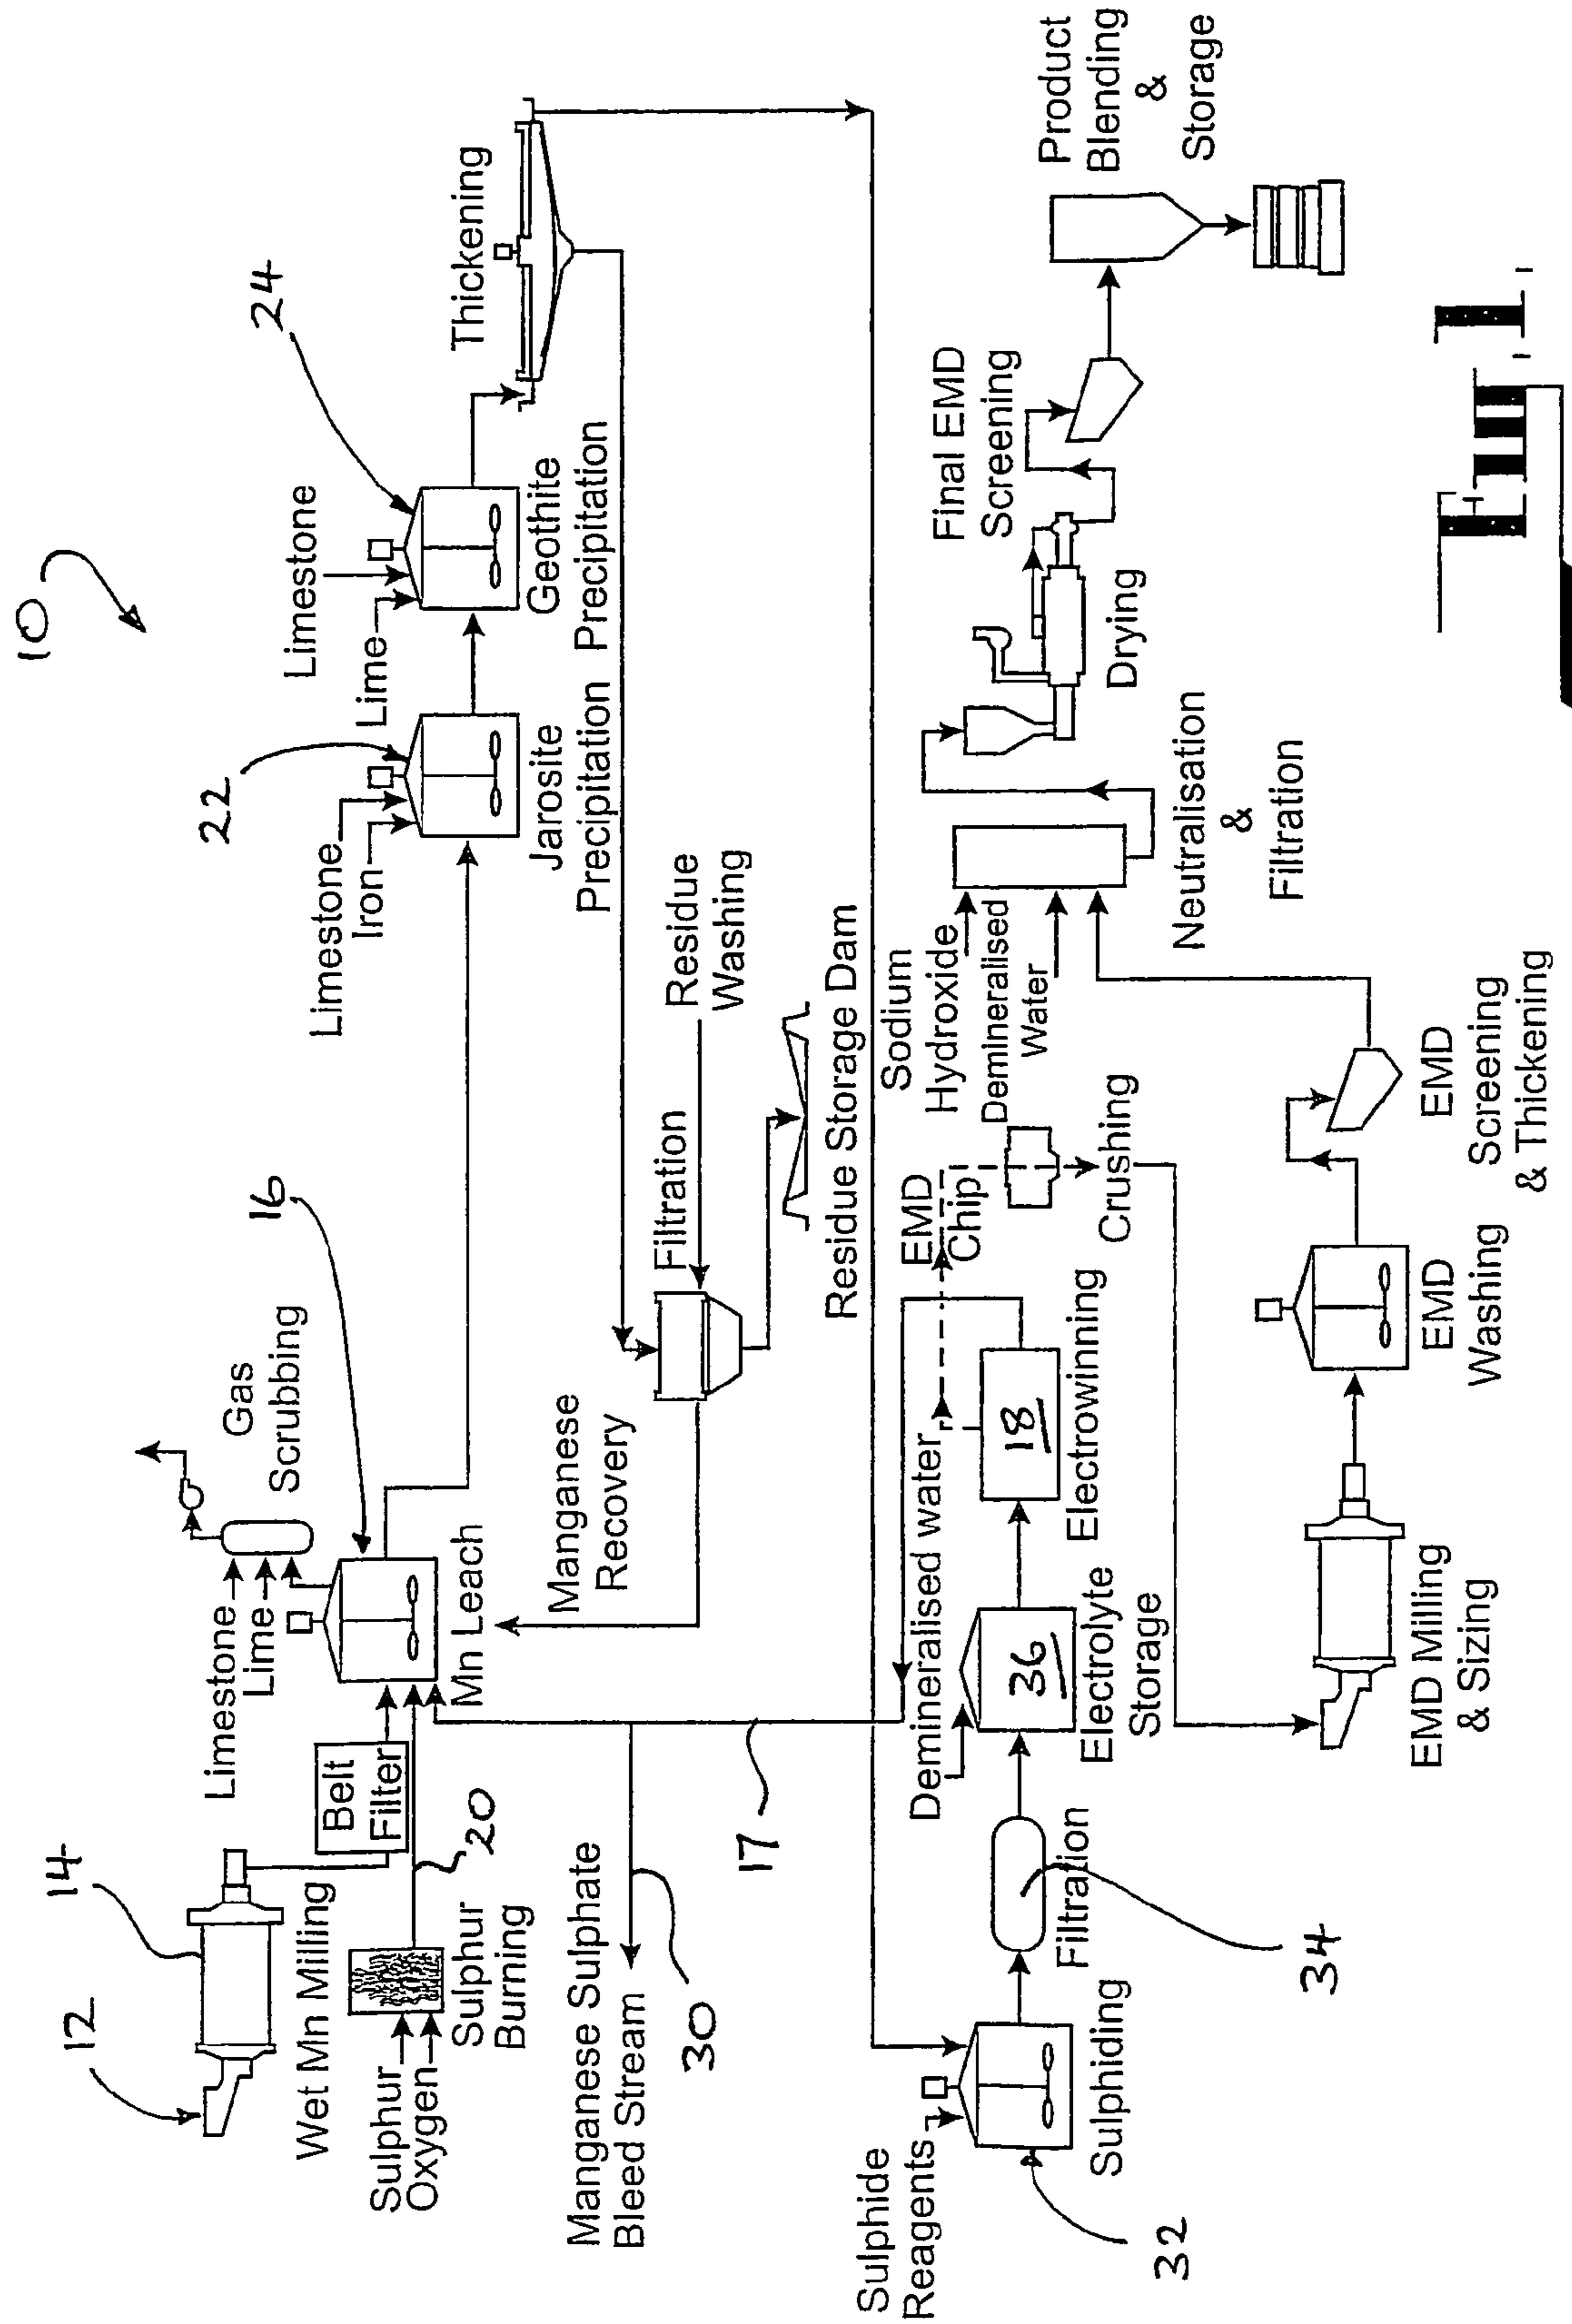 10
12
14
Wet Mn Milling
Sulphur
Oxygen
Sulphur
Burning
20
Belt
Filter
Limestone
Lime
Gas
Scrubbing
16
Mn Leach
Limestone
Iron
22
Jarosite
Precipitation
Limestone
Lime
24
Geothite
Precipitation
Thickening
Manganese
Recovery
Filtration
Residue
Washing
Residue Storage Dam
Manganese Sulphate
Bleed Stream
30
17
Sulphide
Reagents
32
Sulphiding
Filtration
34
Demineralised water
36
Electrolyte
Storage
18
Electrowinning
EMD
Chip
Crushing
EMD Milling
& Sizing
EMD
Washing
EMD
Screening
& Thickening
Sodium
Hydroxide
Demineralised
Water
Neutralisation
&
Filtration
Drying
Final EMD
Screening
Product
Blending
&
Storage